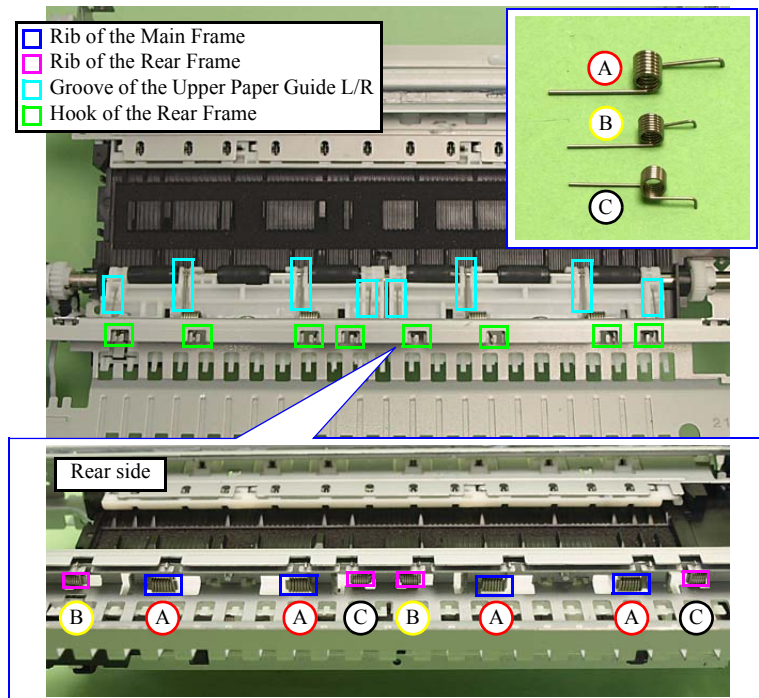 Rib of the Main Frame
Rib of the Rear Frame
Groove of the Upper Paper Guide L/R
Hook of the Rear Frame
A
B
C
21
Rear side
B
A
A
C
B
A
A
C